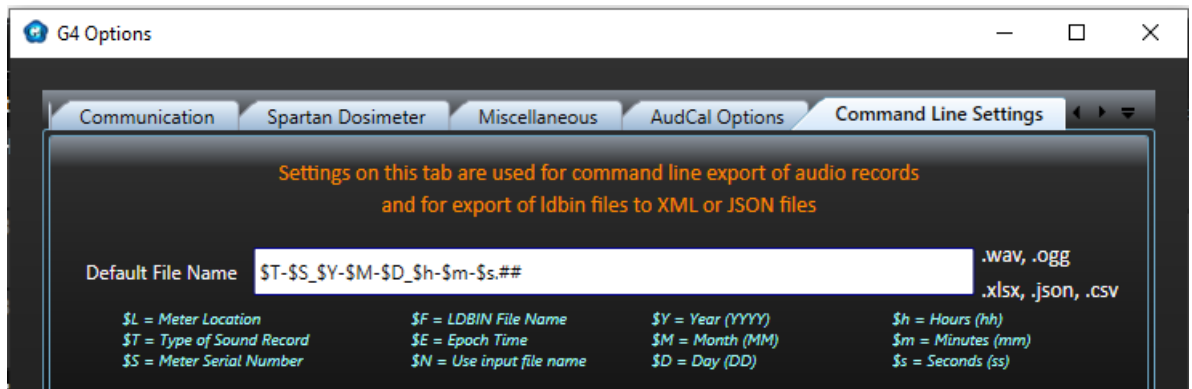 G4 Options
Communication Spartan Dosimeter Miscellaneous AudCal Options Command Line Settings
Settings on this tab are used for command line export of audio records
and for export of ldbin files to XML or JSON files
Default File Name $T-$S_$Y-$M-$D_$h-$m-$s.## .wav, .ogg
.xlsx, .json, .csv
$L = Meter Location $F = LDBIN File Name $Y = Year (YYYY) $h = Hours (hh)
$T = Type of Sound Record $E = Epoch Time $M = Month (MM) $m = Minutes (mm)
$S = Meter Serial Number $N = Use input file name $D = Day (DD) $s = Seconds (ss)